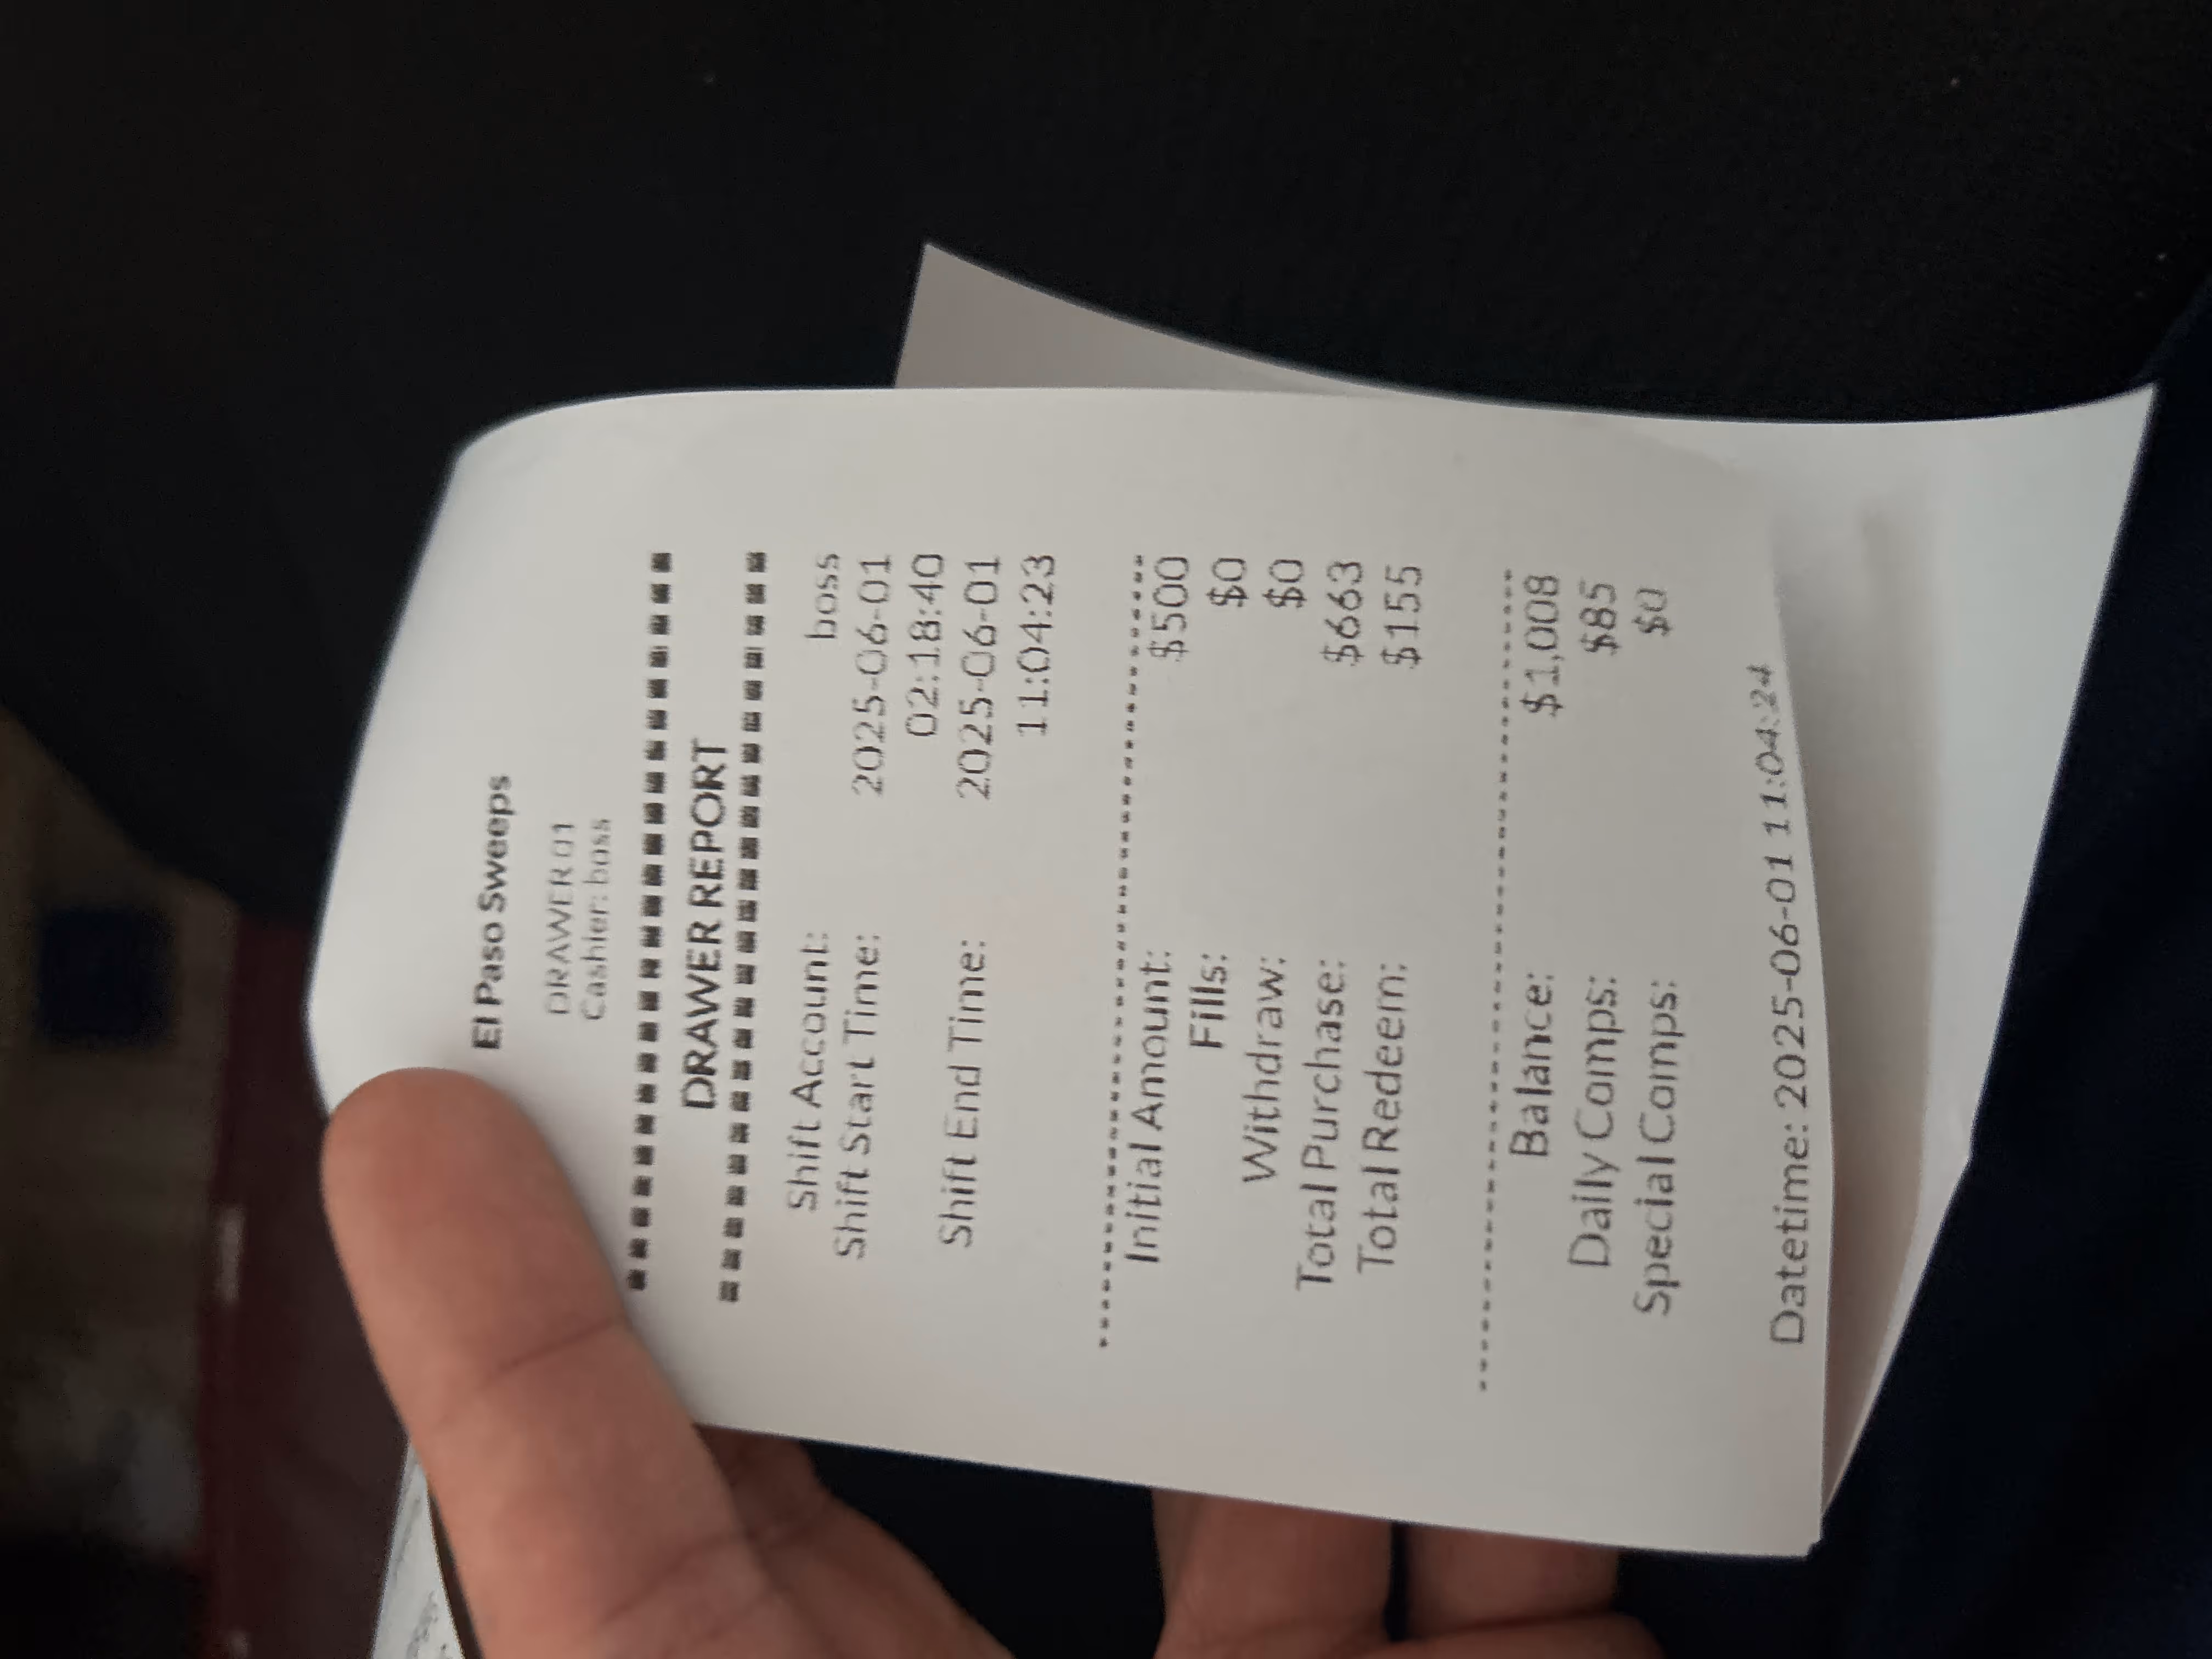 El Paso Sweeps
DRAWER 01
Cashier: boss
DRAWER REPORT
Shift Account: boss
Shift Start Time: 2025-06-01
02:18:40
Shift End Time: 2025-06-01
11:04:23
Initial Amount: $500
Fills: $0
Withdraw: $0
Total Purchase: $663
Total Redeem: $155
Balance: $1,008
Daily Comps: $85
Special Comps: $0
Datetime: 2025-06-01 11:04:24